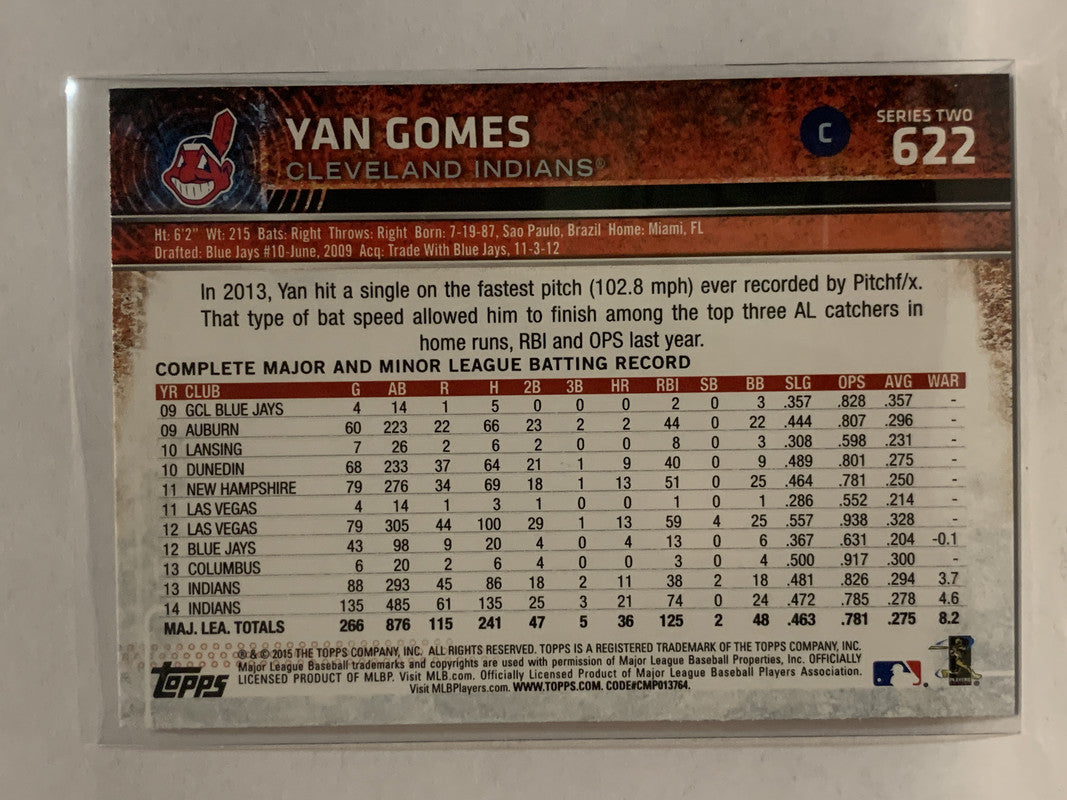 YAN GOMES
CLEVELAND INDIANS®
C
SERIES TWO
622
Ht: 6'2" Wt: 215 Bats: Right Throws: Right Born: 7-19-87, Sao Paulo, Brazil Home: Miami, FL
Drafted: Blue Jays #10-June, 2009 Acq: Trade With Blue Jays, 11-3-12
In 2013, Yan hit a single on the fastest pitch (102.8 mph) ever recorded by Pitchf/x.
That type of bat speed allowed him to finish among the top three AL catchers in
home runs, RBI and OPS last year.
COMPLETE MAJOR AND MINOR LEAGUE BATTING RECORD
YR CLUB G AB R H 2B 3B HR RBI SB BB SLG OPS AVG WAR
09 GCL BLUE JAYS 4 14 1 5 0 0 0 2 0 3 .357 .828 .357 -
09 AUBURN 60 223 22 66 23 2 2 44 0 22 .444 .807 .296 -
10 LANSING 7 26 2 6 2 0 0 8 0 3 .308 .598 .231 -
10 DUNEDIN 68 233 37 64 21 1 9 40 0 9 .489 .801 .275 -
11 NEW HAMPSHIRE 79 276 34 69 18 1 13 51 0 25 .464 .781 .250 -
11 LAS VEGAS 4 14 1 3 1 0 0 1 0 1 .286 .552 .214 -
12 LAS VEGAS 79 305 44 100 29 1 13 59 4 25 .557 .938 .328 -
12 BLUE JAYS 43 98 9 20 4 0 4 13 0 6 .367 .631 .204 -0.1
13 COLUMBUS 6 20 2 6 4 0 0 3 0 4 .500 .917 .300 -
13 INDIANS 88 293 45 86 18 2 11 38 2 18 .481 .826 .294 3.7
14 INDIANS 135 485 61 135 25 3 21 74 0 24 .472 .785 .278 4.6
MAJ. LEA. TOTALS 266 876 115 241 47 5 36 125 2 48 .463 .781 .275 8.2
® & © 2015 THE TOPPS COMPANY, INC. ALL RIGHTS RESERVED. TOPPS IS A REGISTERED TRADEMARK OF THE TOPPS COMPANY, INC.
Major League Baseball trademarks and copyrights are used with permission of Major League Baseball Properties, Inc. OFFICIALLY
LICENSED PRODUCT OF MLBP. Visit MLB.com. Officially Licensed Product of Major League Baseball Players Association.
Visit MLBPlayers.com. WWW.TOPPS.COM. CODE#CMP013764.
Topps
PLAYERS